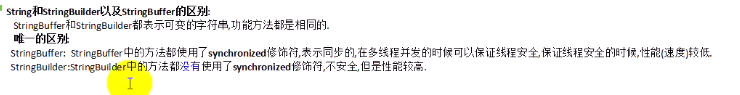 String和StringBuilder以及StringBuffer的区别:
StringBuffer和StringBuilder都表示可变的字符串,功能方法都是相同的.
唯一的区别:
StringBuffer: StringBuffer中的方法都使用了synchronized修饰符,表示同步的,在多线程并发的时候可以保证线程安全,保证线程安全的时候,性能(速度)较低.
StringBuilder:StringBuilder中的方法都没有使用了synchronized修饰符,不安全,但是性能较高.